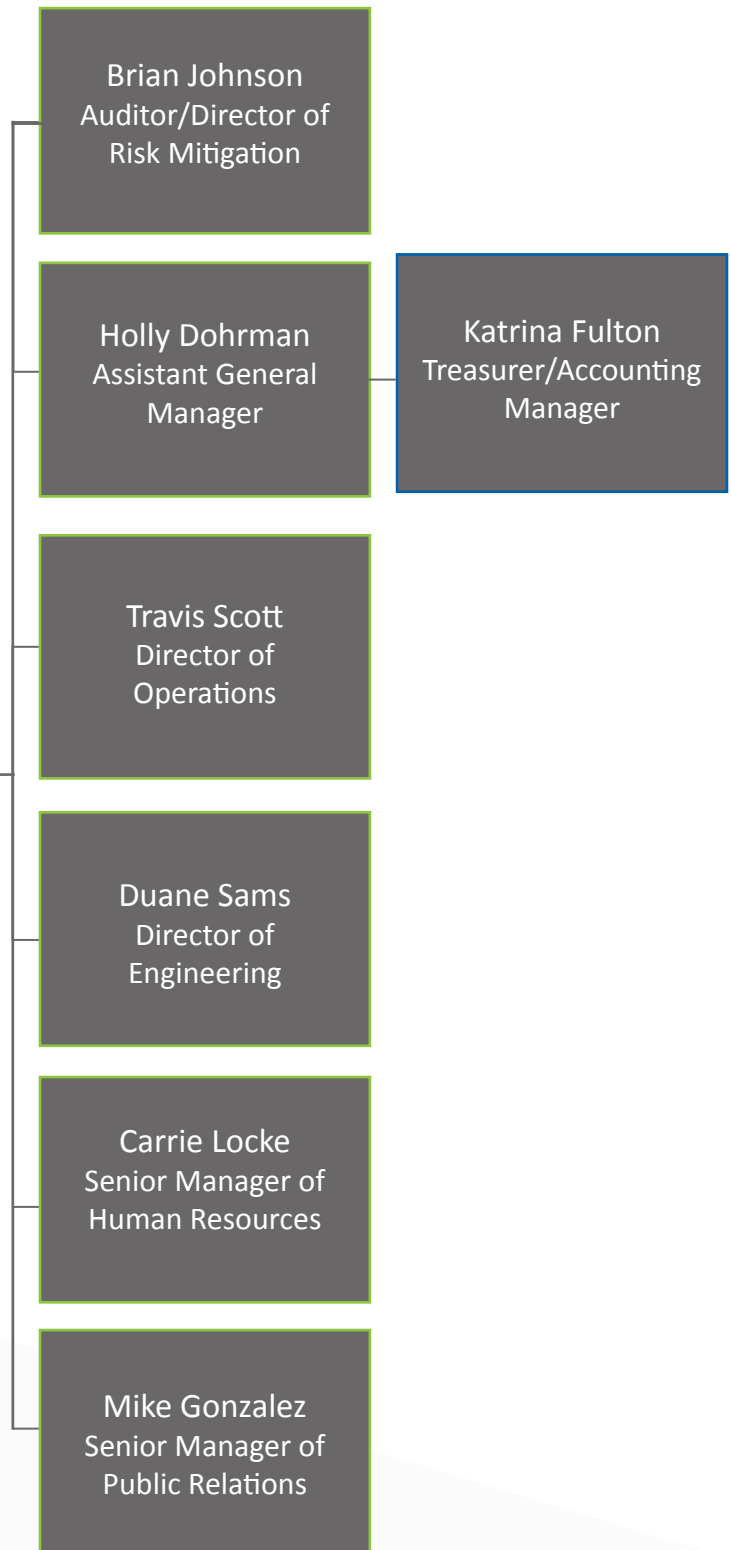 Brian Johnson
Auditor/Director of
Risk Mitigation
Holly Dohrman
Assistant General
Manager
Katrina Fulton
Treasurer/Accounting
Manager
Travis Scott
Director of
Operations
Duane Sams
Director of
Engineering
Carrie Locke
Senior Manager of
Human Resources
Mike Gonzalez
Senior Manager of
Public Relations